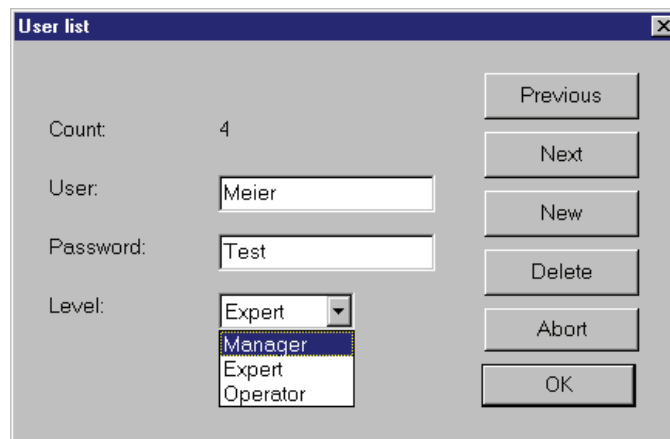 User list
Previous
Count: 4
Next
User: Meier
New
Password: Test
Delete
Level: Expert
Manager
Abort
Expert
Operator
OK